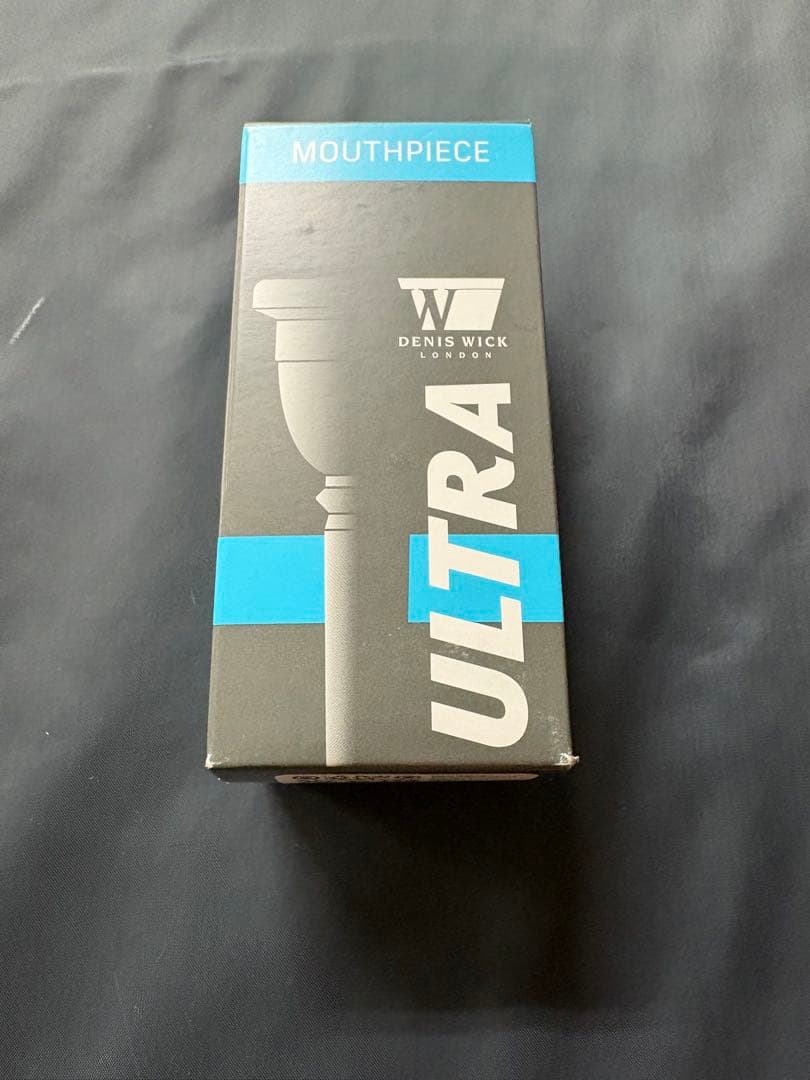 MOUTHPIECE
W
DENIS WICK
LONDON
ULTRA